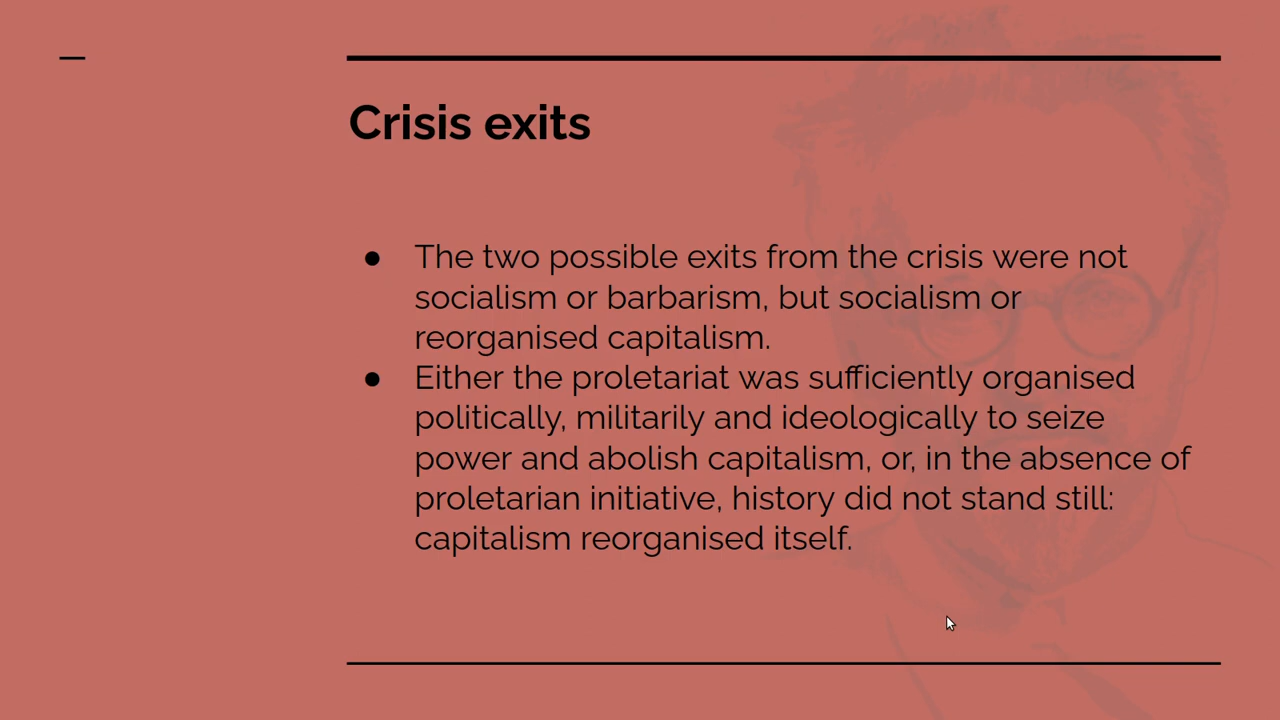 Crisis exits
● The two possible exits from the crisis were not
socialism or barbarism, but socialism or
reorganised capitalism.
● Either the proletariat was sufficiently organised
politically, militarily and ideologically to seize
power and abolish capitalism, or, in the absence of
proletarian initiative, history did not stand still:
capitalism reorganised itself.